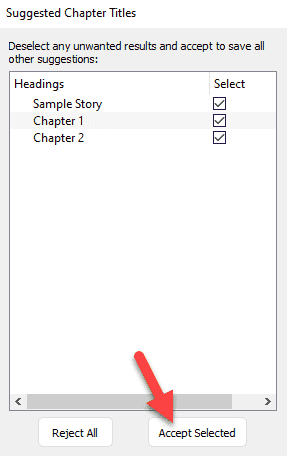 Suggested Chapter Titles
Deselect any unwanted results and accept to save all
other suggestions:
Headings Select
Sample Story
Chapter 1
Chapter 2
Reject All Accept Selected